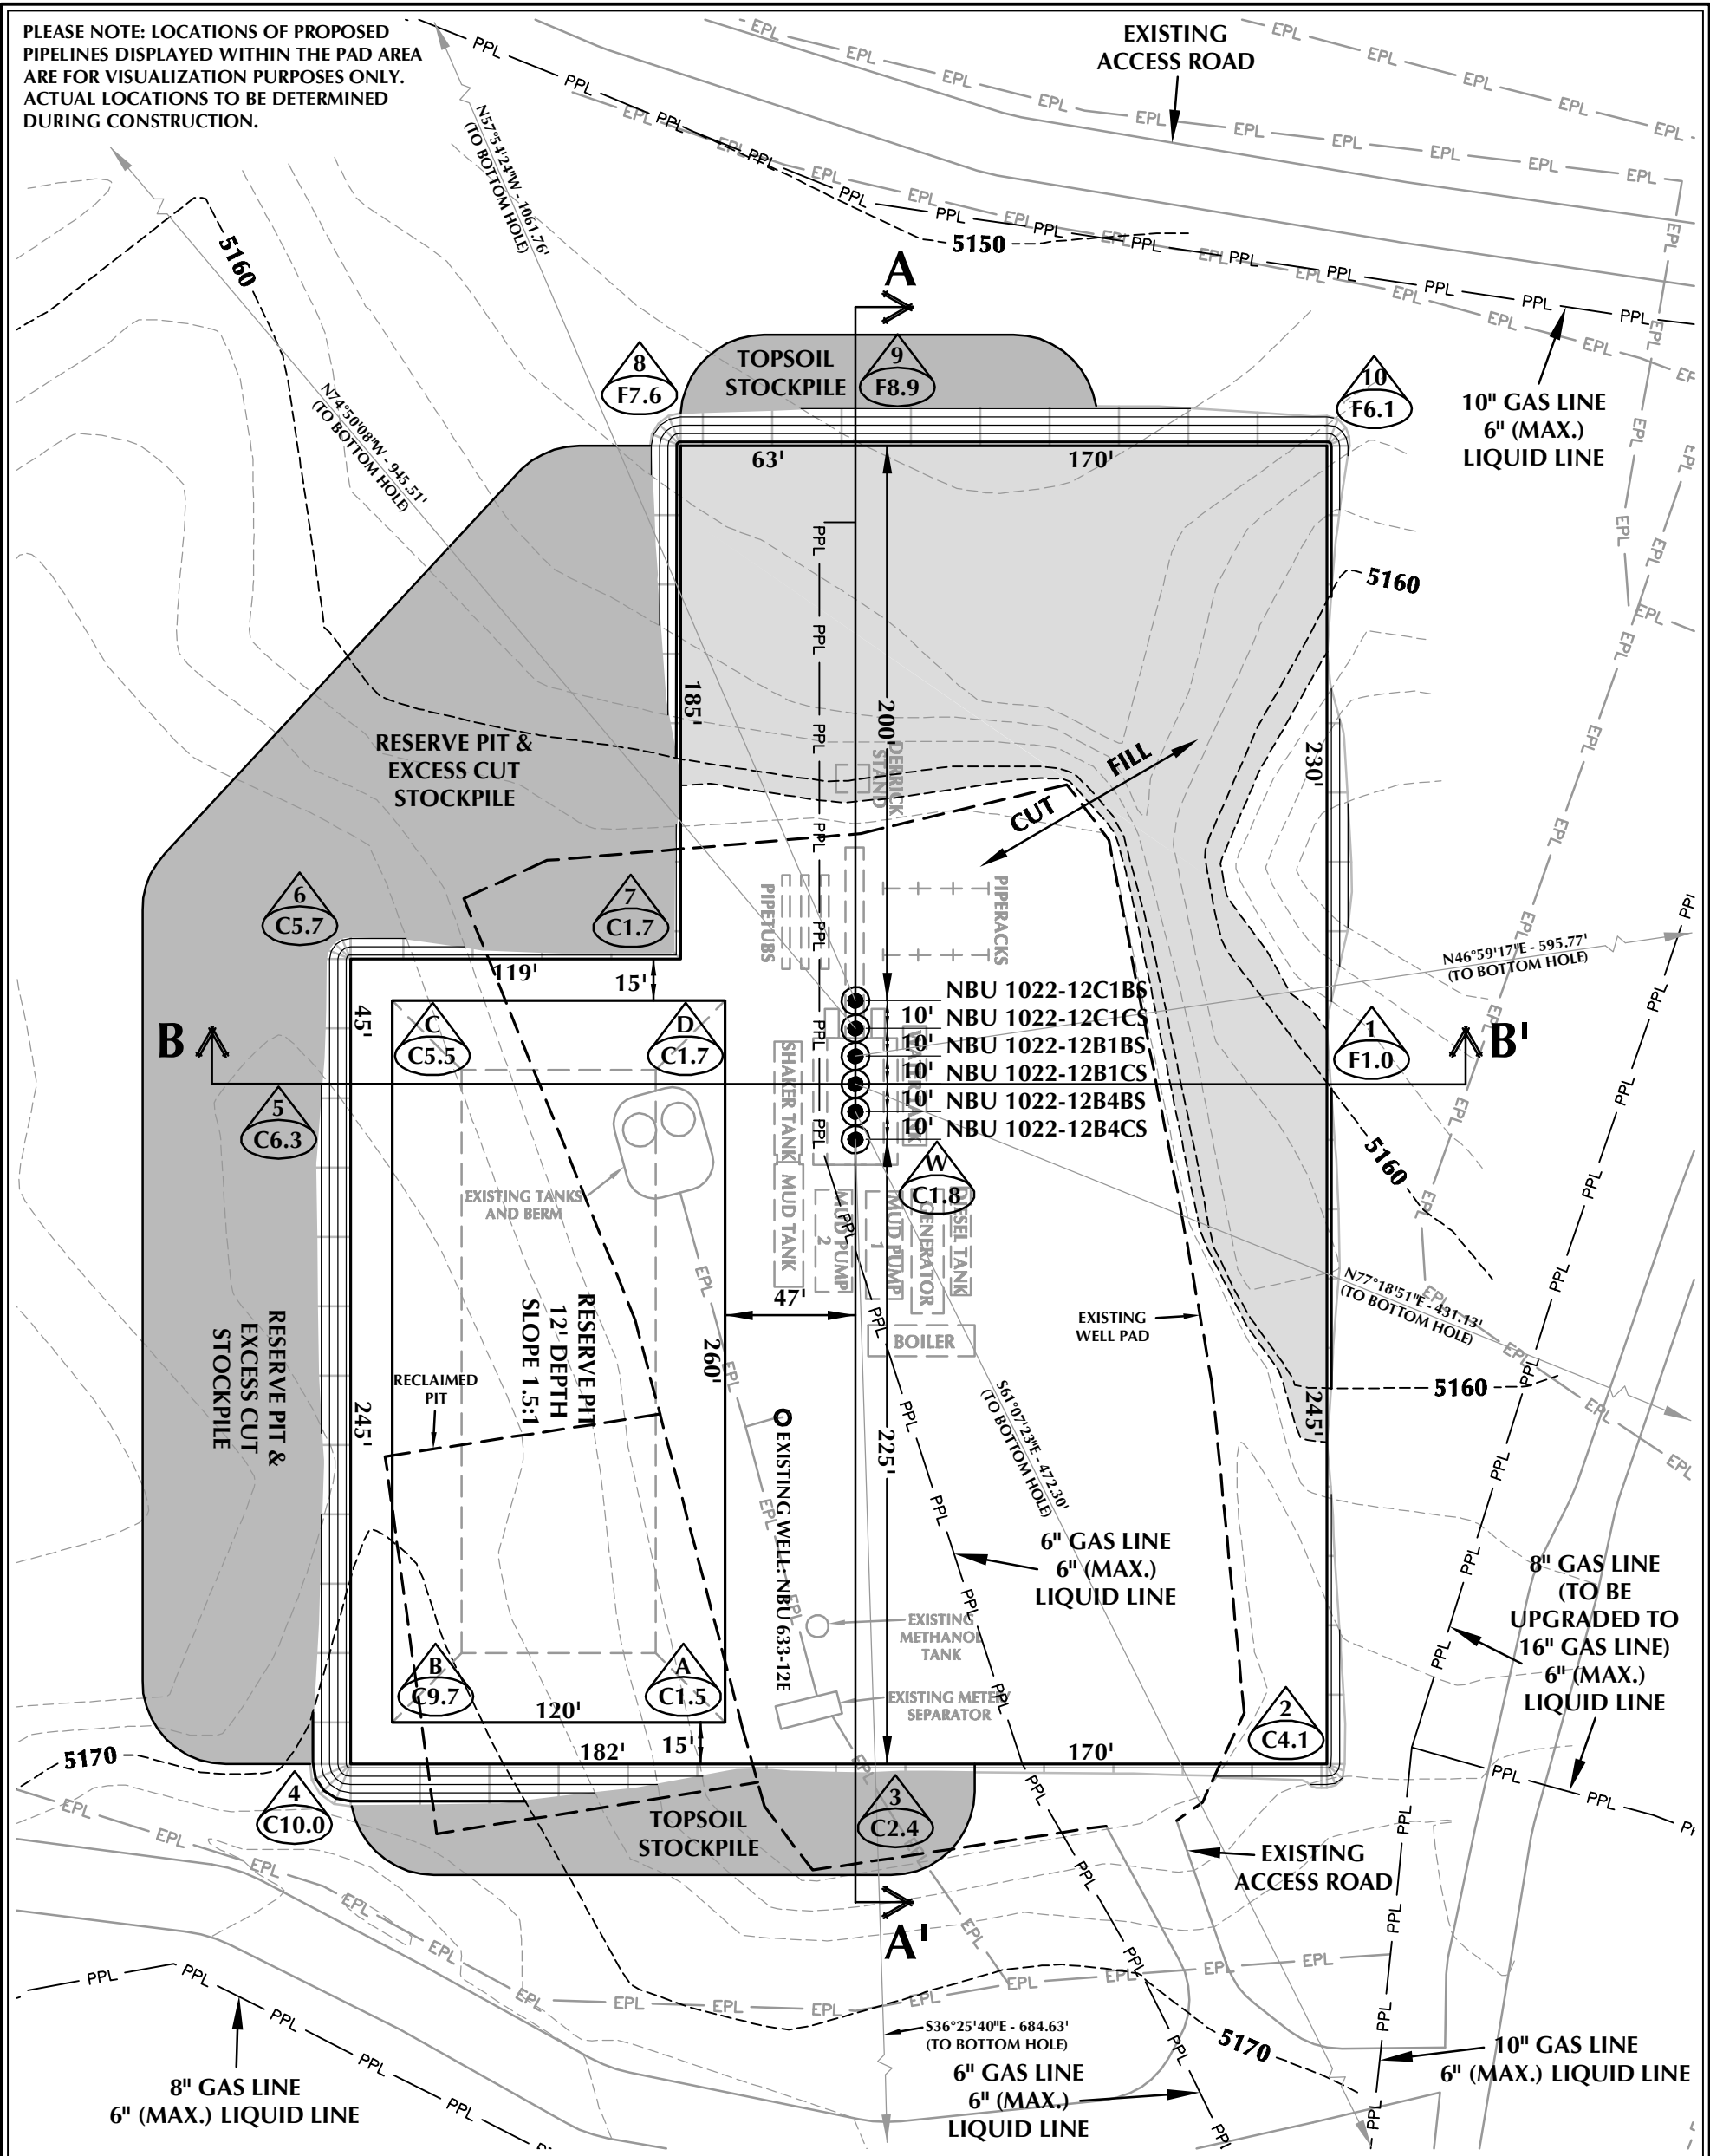 PLEASE NOTE: LOCATIONS OF PROPOSED
PIPELINES DISPLAYED WITHIN THE PAD AREA
ARE FOR VISUALIZATION PURPOSES ONLY.
ACTUAL LOCATIONS TO BE DETERMINED
DURING CONSTRUCTION.
EXISTING
ACCESS ROAD
N57°54'24"W - 1061.76'
(TO BOTTOM HOLE)
5160
5150
A
8
F7.6
TOPSOIL
STOCKPILE
9
F8.9
10
F6.1
10" GAS LINE
6" (MAX.)
LIQUID LINE
N74°50'08"W - 945.51'
(TO BOTTOM HOLE)
63'
170'
5160
185'
200'
230'
RESERVE PIT &
EXCESS CUT
STOCKPILE
DERRICK
STAND
FILL
CUT
6
C5.7
7
C1.7
PIPETUBS
PIPERACKS
N46°59'17"E - 595.77'
(TO BOTTOM HOLE)
119'
15'
45'
NBU 1022-12C1BS
10'
NBU 1022-12C1CS
10'
NBU 1022-12B1BS
10'
NBU 1022-12B1CS
10'
NBU 1022-12B4BS
10'
NBU 1022-12B4CS
B
C
C5.5
D
C1.7
1
F1.0
B'
5
C6.3
SHAKER TANK
WATER TANK
W
C1.8
5160
EXISTING TANKS
AND BERM
MUD TANK
MUD PUMP
2
MUD PUMP
1
GENERATOR
DIESEL TANK
BOILER
47'
EXISTING
WELL PAD
N77°18'51"E - 431.13'
(TO BOTTOM HOLE)
RESERVE PIT &
EXCESS CUT
STOCKPILE
RESERVE PIT
12' DEPTH
SLOPE 1.5:1
260'
RECLAIMED
PIT
245'
5160
245'
225'
S61°07'23"E - 472.30'
(TO BOTTOM HOLE)
EXISTING WELL: NBU 633-12E
6" GAS LINE
6" (MAX.)
LIQUID LINE
8" GAS LINE
(TO BE
UPGRADED TO
16" GAS LINE)
6" (MAX.)
LIQUID LINE
EXISTING
METHANOL
TANK
EXISTING METER/
SEPARATOR
B
C9.7
A
C1.5
120'
15'
2
C4.1
5170
182'
170'
4
C10.0
TOPSOIL
STOCKPILE
3
C2.4
EXISTING
ACCESS ROAD
A'
S36°25'40"E - 684.63'
(TO BOTTOM HOLE)
5170
8" GAS LINE
6" (MAX.) LIQUID LINE
6" GAS LINE
6" (MAX.)
LIQUID LINE
10" GAS LINE
6" (MAX.) LIQUID LINE
PPL
EPL